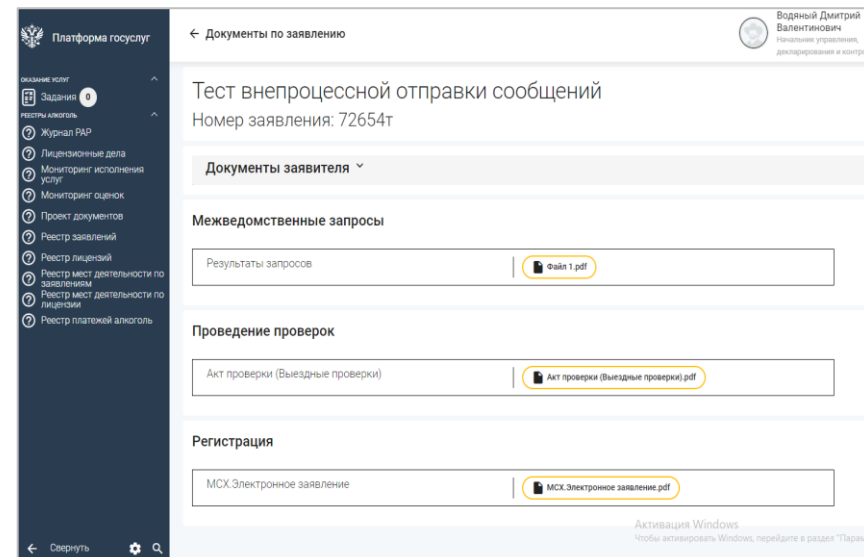 Платформа госуслуг
ОКАЗАНИЕ УСЛУГ
Задания 0
РЕЕСТРЫ АЛКОГОЛЬ
Журнал РАР
Лицензионные дела
Мониторинг исполнения
услуг
Мониторинг оценок
Проект документов
Реестр заявлений
Реестр лицензий
Реестр мест деятельности по
заявлениям
Реестр мест деятельности по
лицензии
Реестр платежей алкоголь
Свернуть
Документы по заявлению
Водяный Дмитрий
Валентинович
Начальник управления,
декларирования и контро
Тест внепроцессной отправки сообщений
Номер заявления: 72654т
Документы заявителя
Межведомственные запросы
Результаты запросов
Файл 1.pdf
Проведение проверок
Акт проверки (Выездные проверки)
Акт проверки (Выездные проверки).pdf
Регистрация
МСХ.Электронное заявление
МСХ.Электронное заявление.pdf
Активация Windows
Чтобы активировать Windows, перейдите в раздел "Парам